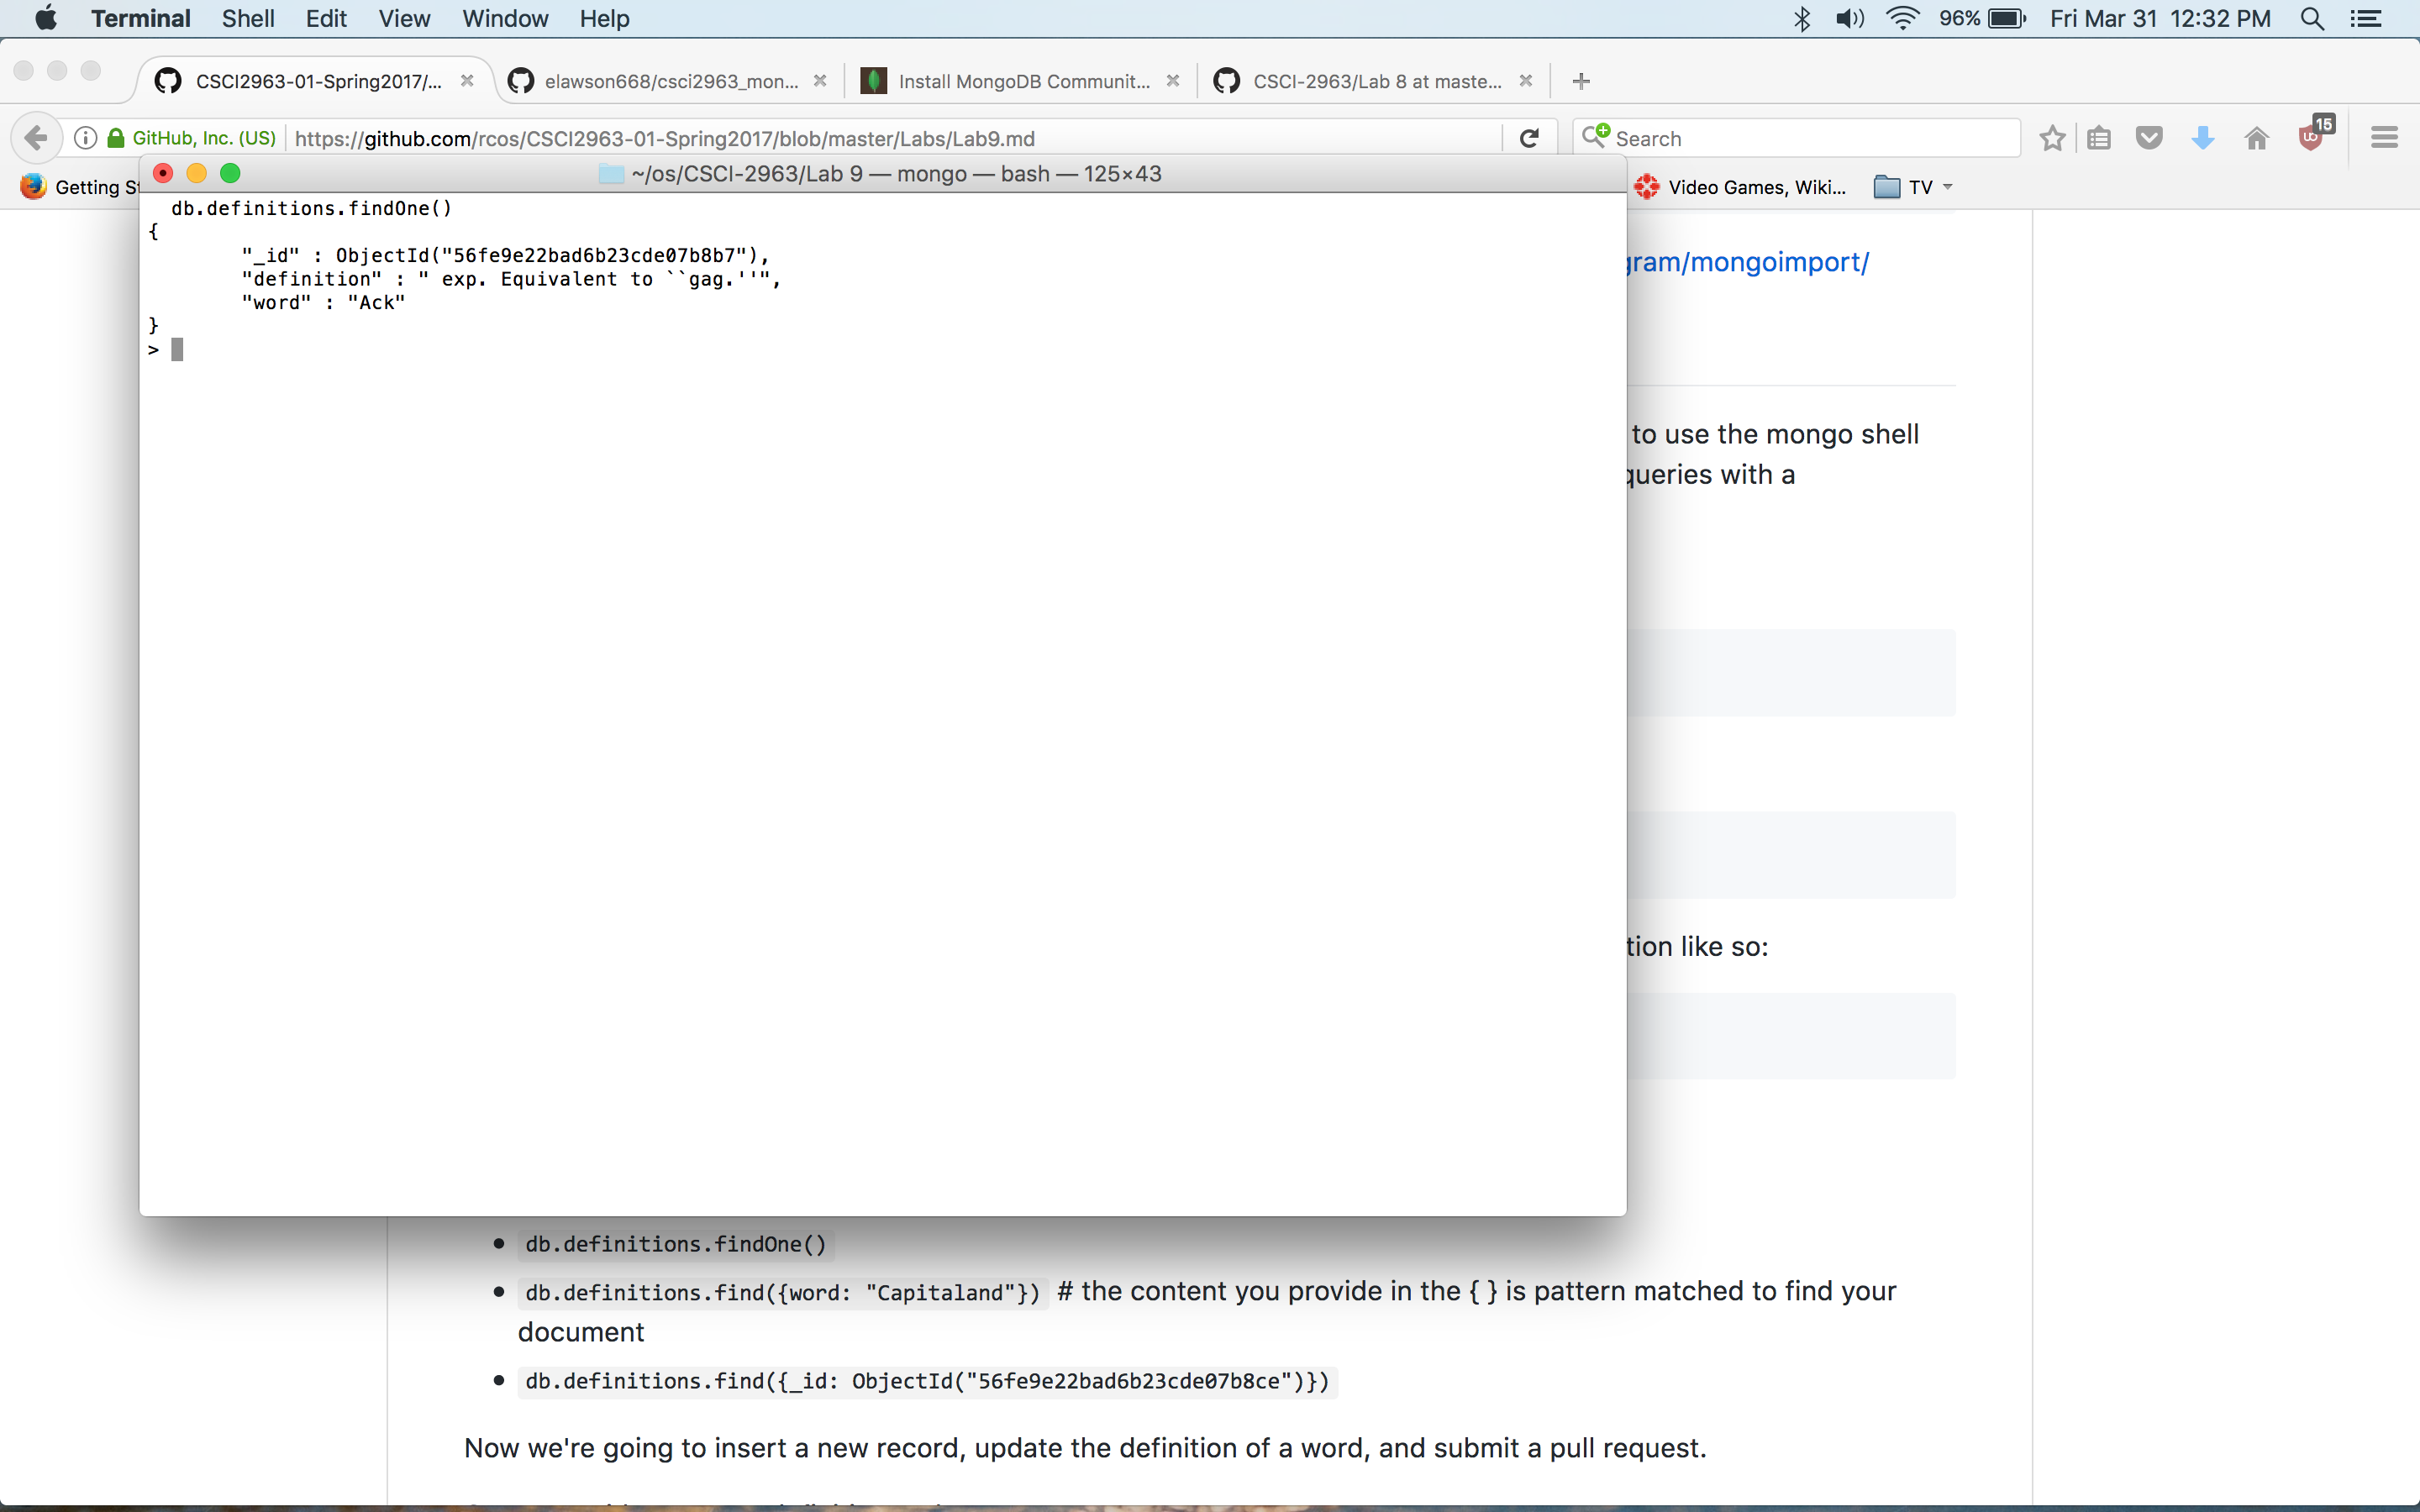 Terminal Shell Edit View Window Help 96% Fri Mar 31 12:32 PM
CSCI2963-01-Spring2017/... elawson668/csci2963_mon... Install MongoDB Communit... CSCI-2963/Lab 8 at maste...
GitHub, Inc. (US) https://github.com/rcos/CSCI2963-01-Spring2017/blob/master/Labs/Lab9.md Search 15
Getting St Video Games, Wiki... TV
~/os/CSCI-2963/Lab 9 — mongo — bash — 125×43
db.definitions.findOne()
{
"_id" : ObjectId("56fe9e22bad6b23cde07b8b7"),
"definition" : " exp. Equivalent to ``gag.''",
"word" : "Ack"
}
>
gram/mongoimport/
to use the mongo shell
queries with a
tion like so:
db.definitions.findOne()
db.definitions.find({word: "Capitaland"}) # the content you provide in the { } is pattern matched to find your
document
db.definitions.find({_id: ObjectId("56fe9e22bad6b23cde07b8ce")})
Now we're going to insert a new record, update the definition of a word, and submit a pull request.